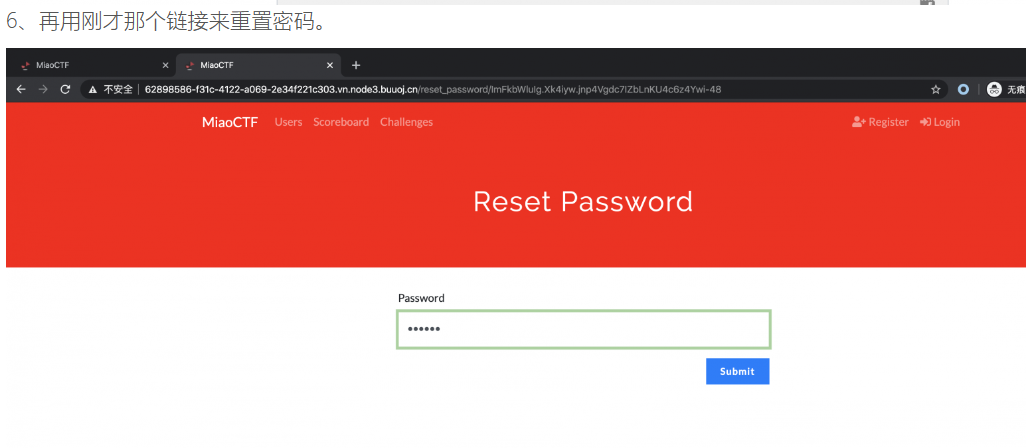 6、再用刚才那个链接来重置密码。
MiaoCTF
MiaoCTF
不安全 | 62898586-f31c-4122-a069-2e34f221c303.vn.node3.buuoj.cn/reset_password/ImFkbWluIg.Xk4iyw.jnp4Vgdc7IZbLnKU4c6z4Ywi-48
无痕
MiaoCTF Users Scoreboard Challenges Register Login
Reset Password
Password
Submit